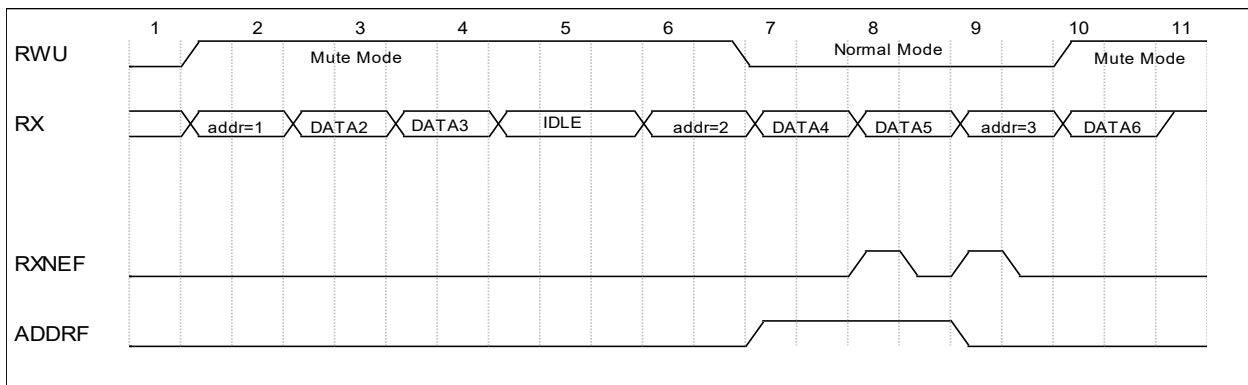 1 2 3 4 5 6 7 8 9 10 11
RWU Mute Mode Normal Mode Mute Mode
RX addr=1 DATA2 DATA3 IDLE addr=2 DATA4 DATA5 addr=3 DATA6
RXNEF
ADDRF